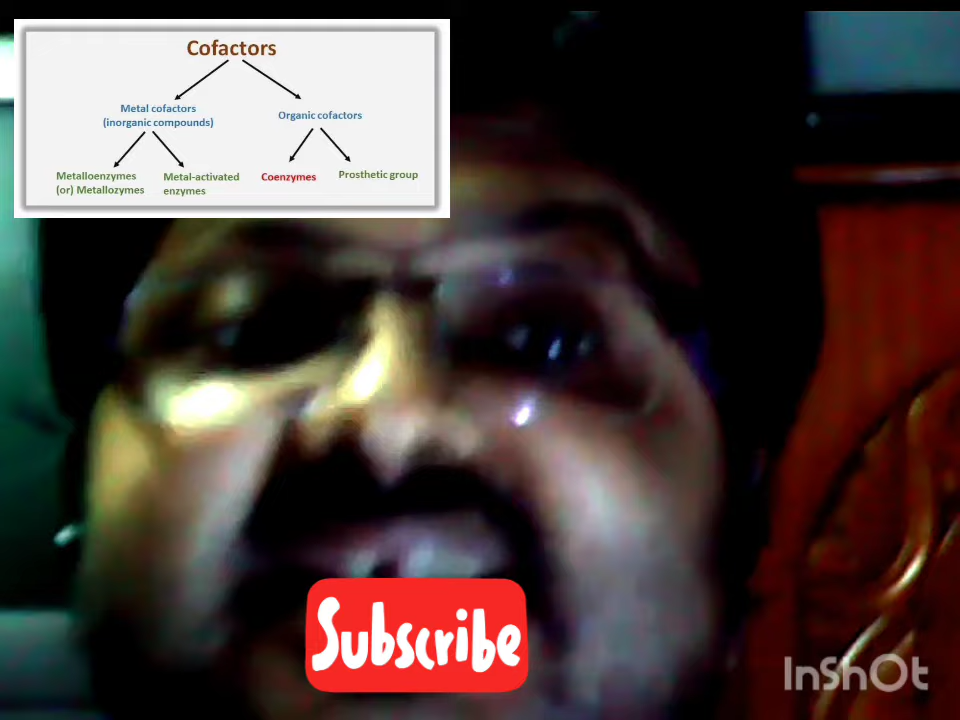 Cofactors
Metal cofactors
(inorganic compounds)
Organic cofactors
Metalloenzymes
(or) Metallozymes
Metal-activated
enzymes
Coenzymes
Prosthetic group
Subscribe
InShOt